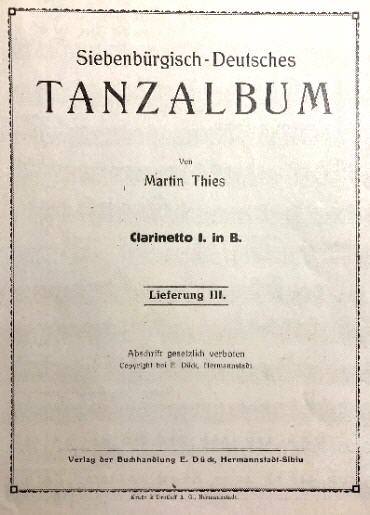 Siebenbürgisch-Deutsches
TANZALBUM
Von
Martin Thies
Clarinetto I. in B.
Lieferung III.
Abschrift gesetzlich verboten
Copyright bei E. Dück, Hermannstadt
Verlag der Buchhandlung E. Dück, Hermannstadt-Sibiu
A. G., Hermannstadt.